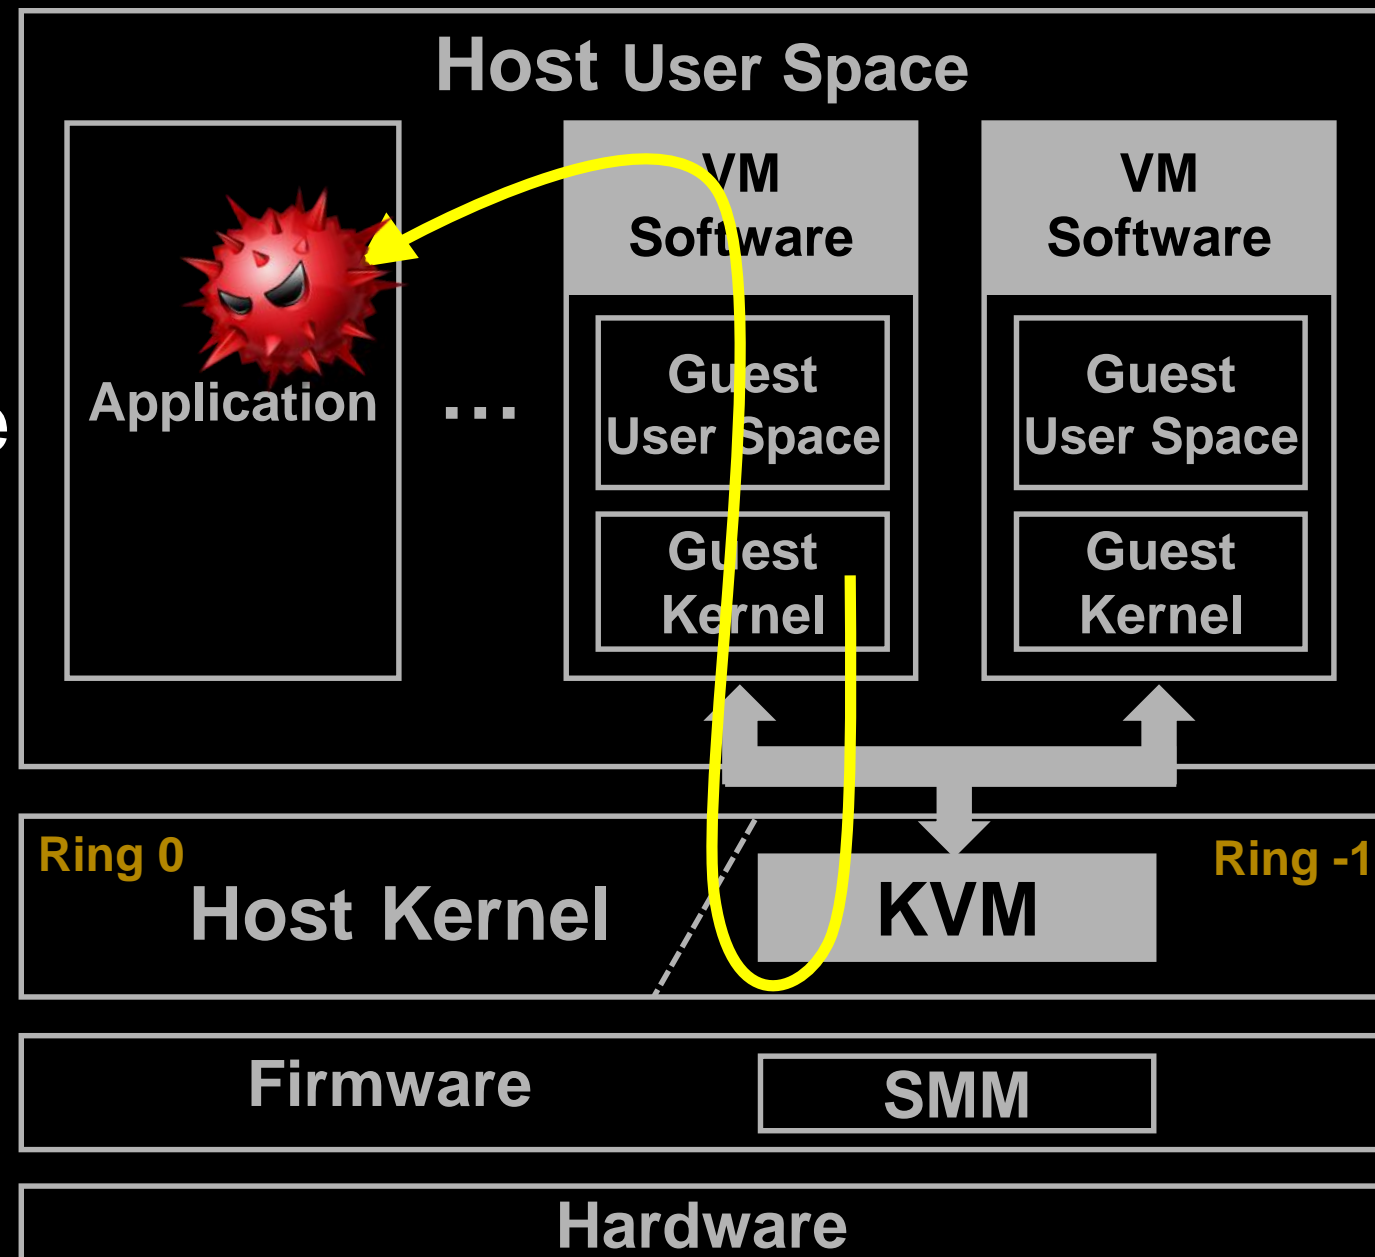 Host User Space
VM
Software
VM
Software
e
Application
...
Guest
User Space
Guest
User Space
Guest
Kernel
Guest
Kernel
Ring 0
Ring -1
Host Kernel
KVM
Firmware
SMM
Hardware